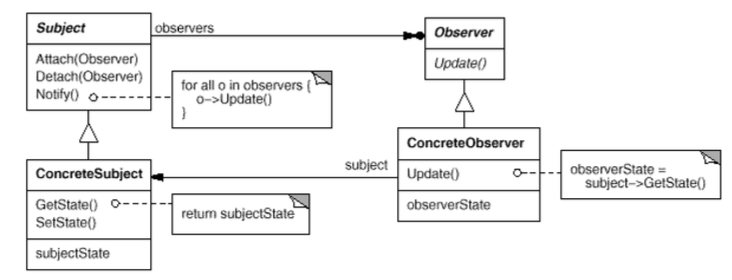 Subject
observers
Observer
Attach(Observer)
Detach(Observer)
Notify()
for all o in observers {
o->Update()
}
Update()
ConcreteSubject
GetState()
SetState()
subjectState
return subjectState
subject
ConcreteObserver
Update()
observerState
observerState =
subject->GetState()